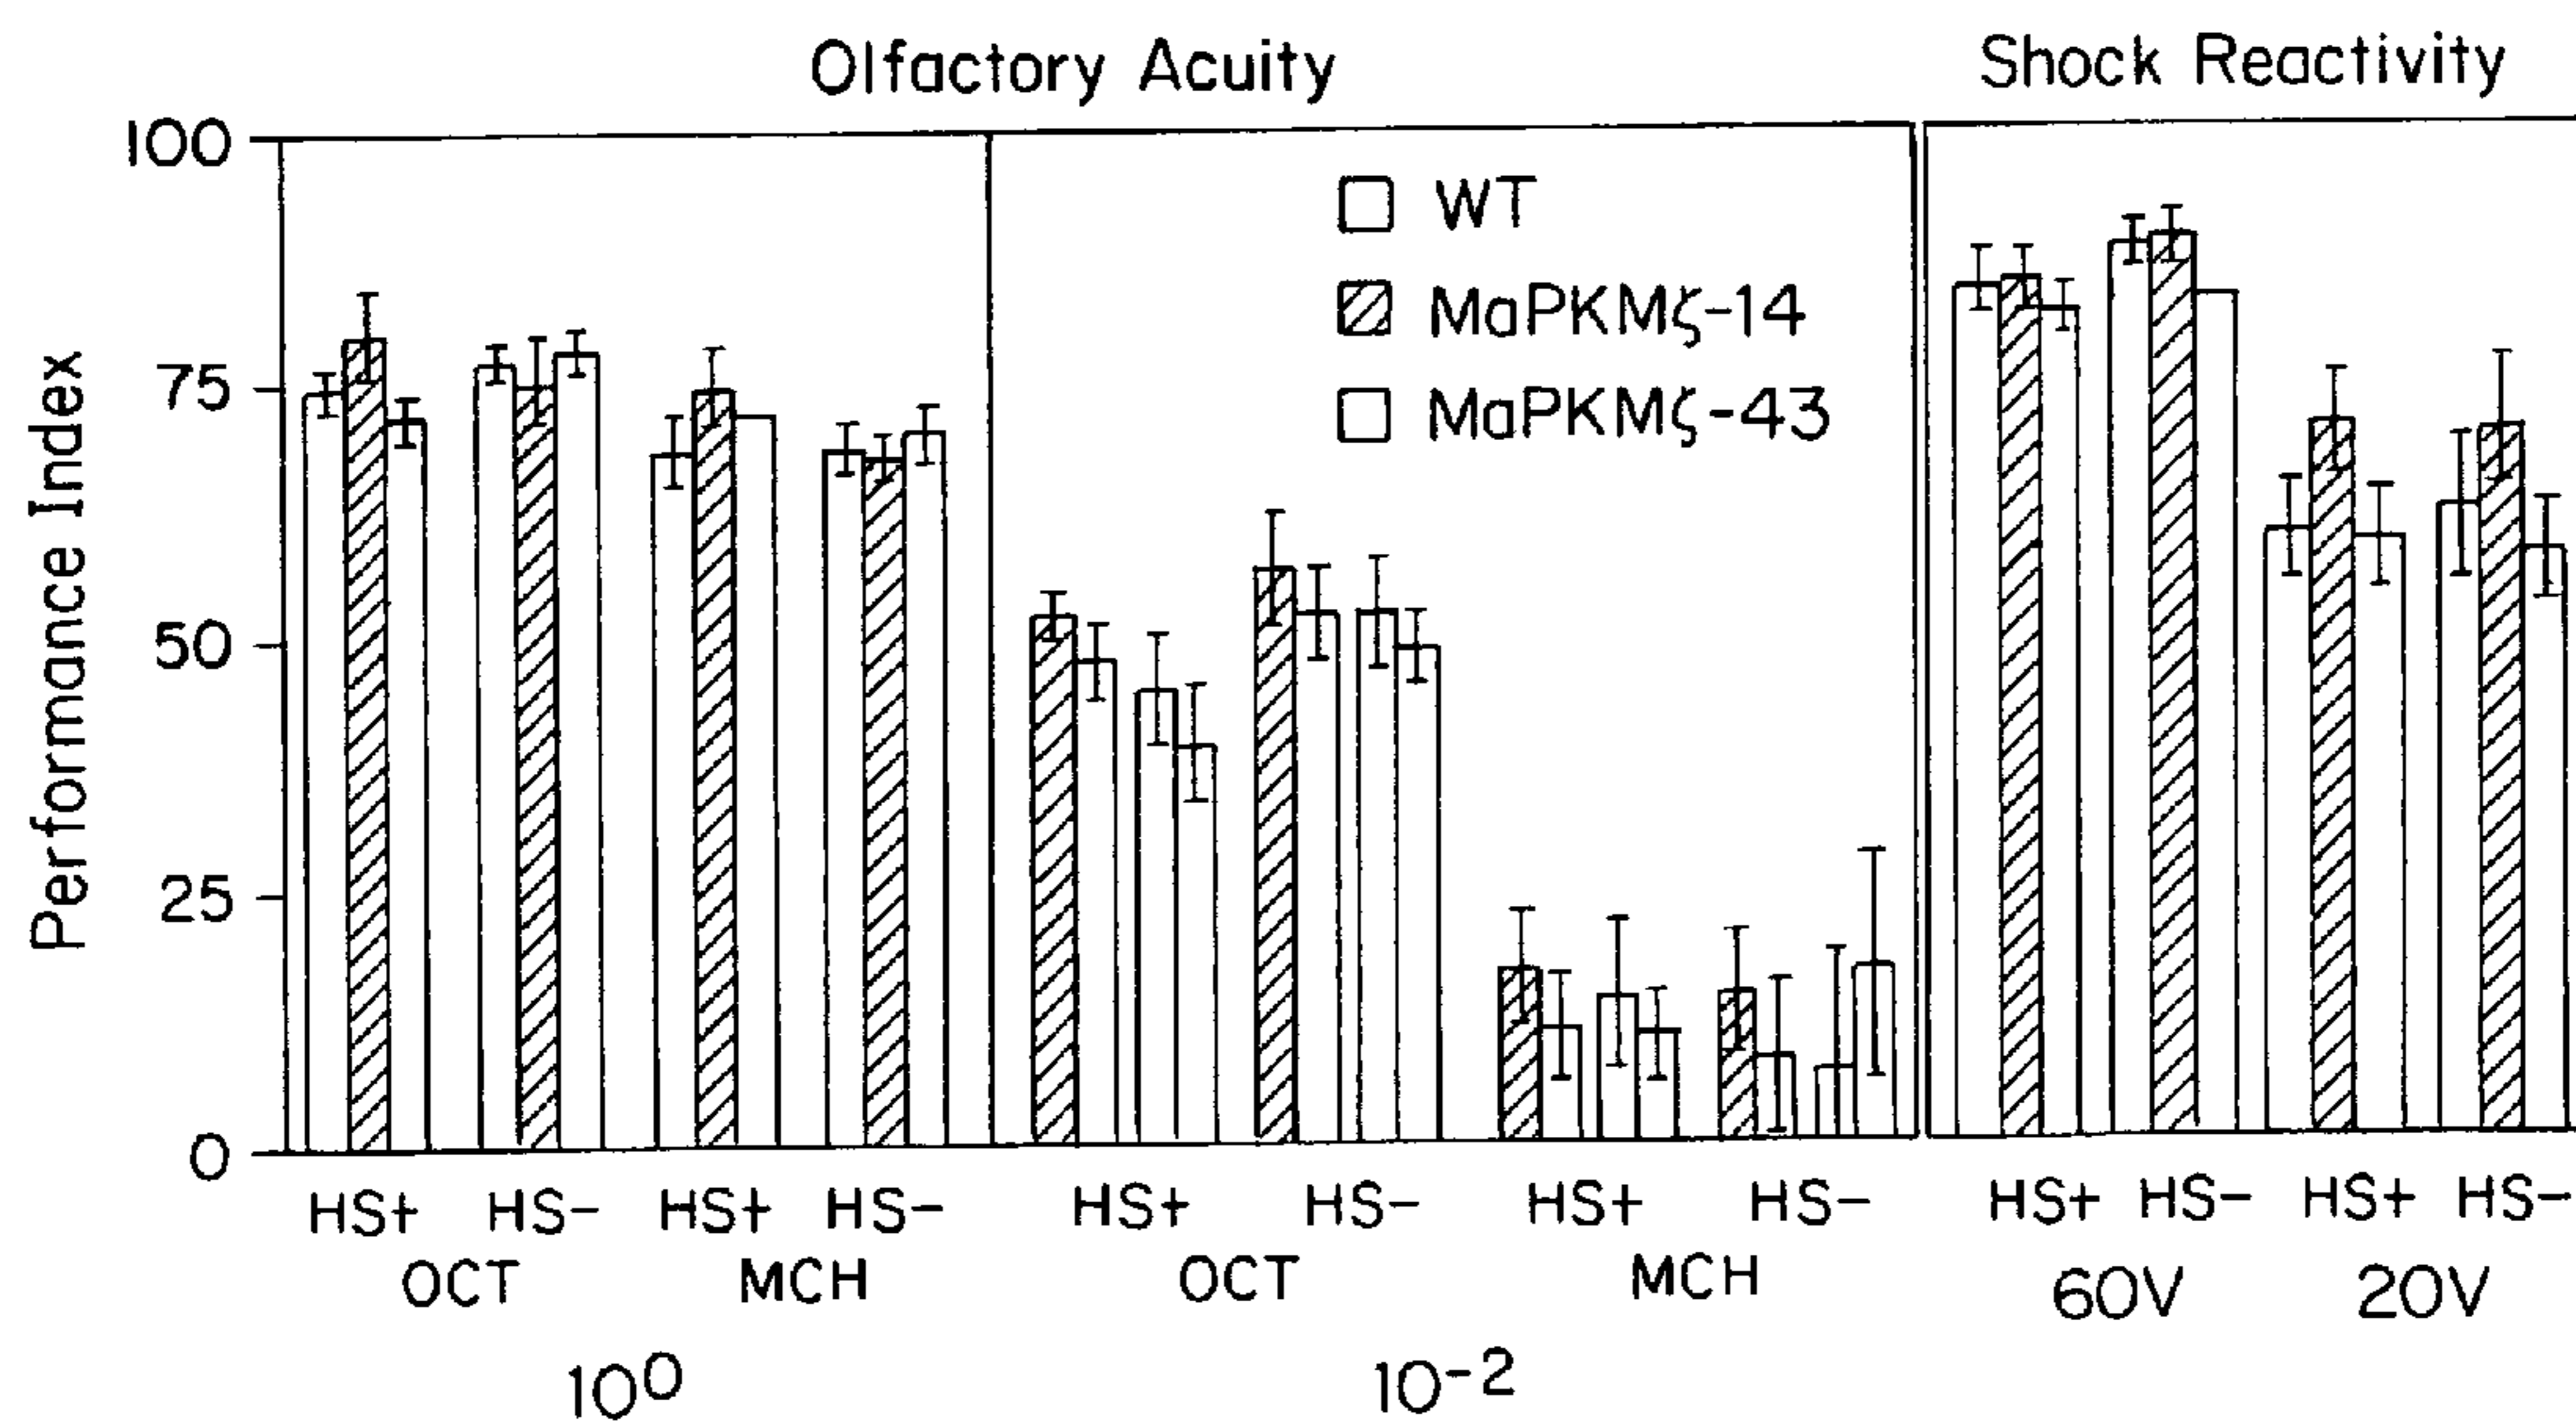 Olfactory Acuity
Shock Reactivity
Performance Index
100
75
50
25
0
WT
MaPKMζ-14
MaPKMζ-43
HS+ HS- HS+ HS- HS+ HS- HS+ HS- HS+ HS- HS+ HS-
OCT MCH OCT MCH 60V 20V
10⁰ 10⁻²